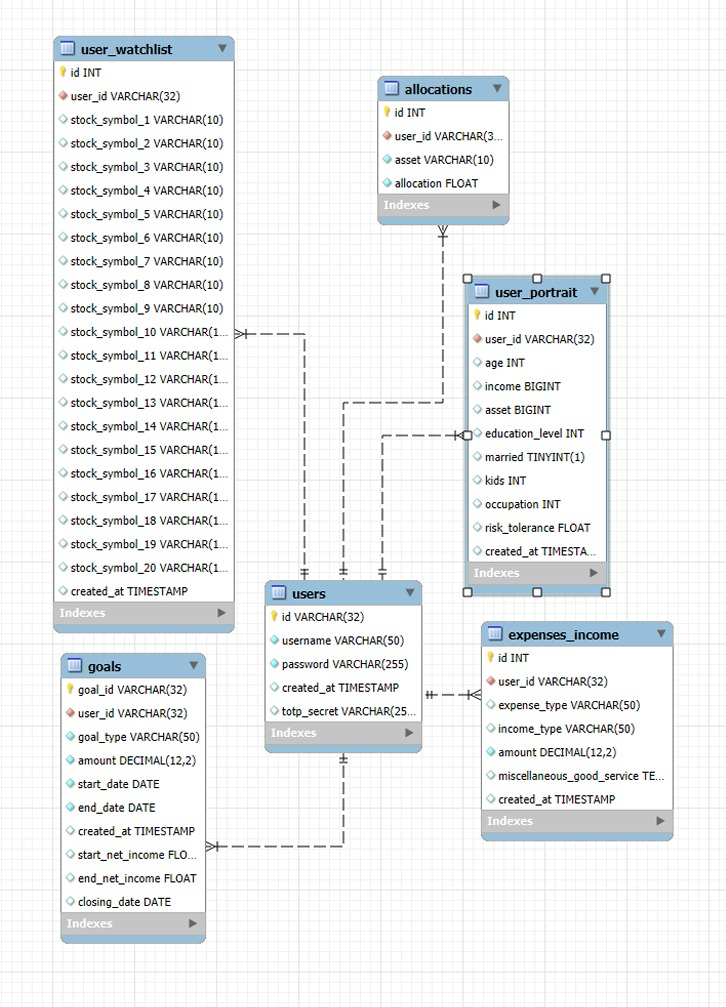 user_watchlist
id INT
user_id VARCHAR(32)
stock_symbol_1 VARCHAR(10)
stock_symbol_2 VARCHAR(10)
stock_symbol_3 VARCHAR(10)
stock_symbol_4 VARCHAR(10)
stock_symbol_5 VARCHAR(10)
stock_symbol_6 VARCHAR(10)
stock_symbol_7 VARCHAR(10)
stock_symbol_8 VARCHAR(10)
stock_symbol_9 VARCHAR(10)
stock_symbol_10 VARCHAR(1...
stock_symbol_11 VARCHAR(1...
stock_symbol_12 VARCHAR(1...
stock_symbol_13 VARCHAR(1...
stock_symbol_14 VARCHAR(1...
stock_symbol_15 VARCHAR(1...
stock_symbol_16 VARCHAR(1...
stock_symbol_17 VARCHAR(1...
stock_symbol_18 VARCHAR(1...
stock_symbol_19 VARCHAR(1...
stock_symbol_20 VARCHAR(1...
created_at TIMESTAMP
Indexes
allocations
id INT
user_id VARCHAR(3...
asset VARCHAR(10)
allocation FLOAT
Indexes
user_portrait
id INT
user_id VARCHAR(32)
age INT
income BIGINT
asset BIGINT
education_level INT
married TINYINT(1)
kids INT
occupation INT
risk_tolerance FLOAT
created_at TIMESTA...
Indexes
users
id VARCHAR(32)
username VARCHAR(50)
password VARCHAR(255)
created_at TIMESTAMP
totp_secret VARCHAR(25...
Indexes
expenses_income
id INT
user_id VARCHAR(32)
expense_type VARCHAR(50)
income_type VARCHAR(50)
amount DECIMAL(12,2)
miscellaneous_good_service TE...
created_at TIMESTAMP
Indexes
goals
goal_id VARCHAR(32)
user_id VARCHAR(32)
goal_type VARCHAR(50)
amount DECIMAL(12,2)
start_date DATE
end_date DATE
created_at TIMESTAMP
start_net_income FLO...
end_net_income FLOAT
closing_date DATE
Indexes